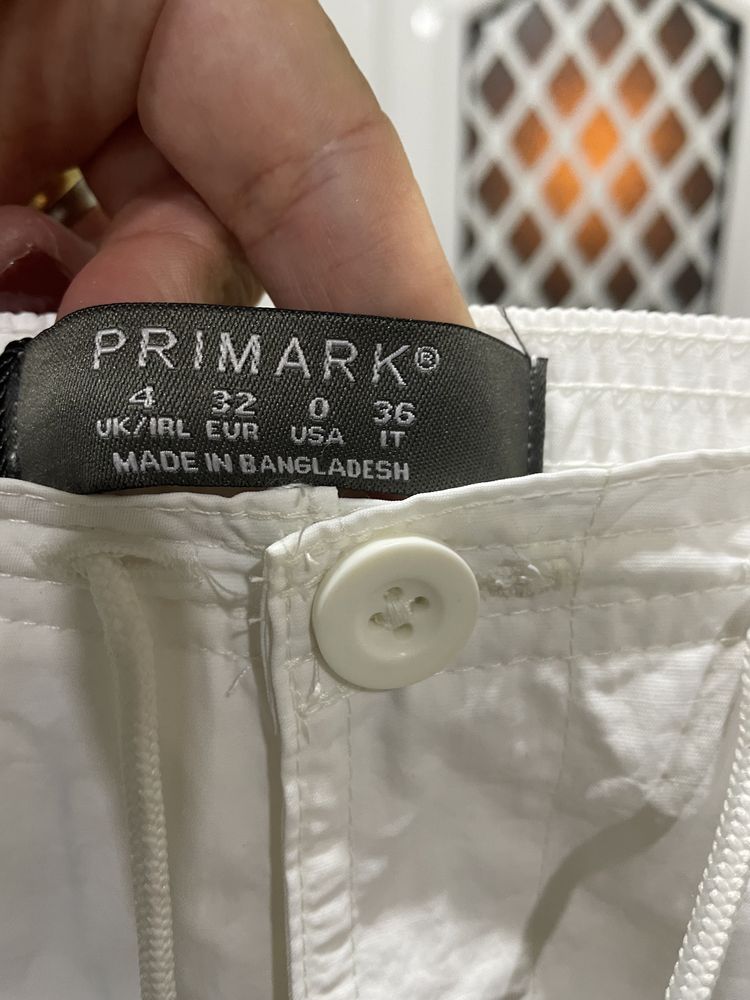 PRIMARK®
4 32 0 36
UK/IRL EUR USA IT
MADE IN BANGLADESH